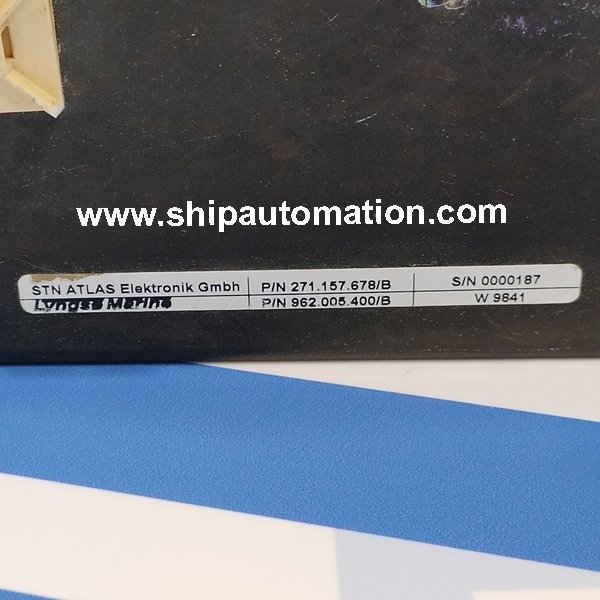 www.shipautomation.com
STN ATLAS Elektronik Gmbh P/N 271.157.678/B S/N 0000187
Lyngsø Marine P/N 962.005.400/B W 9841